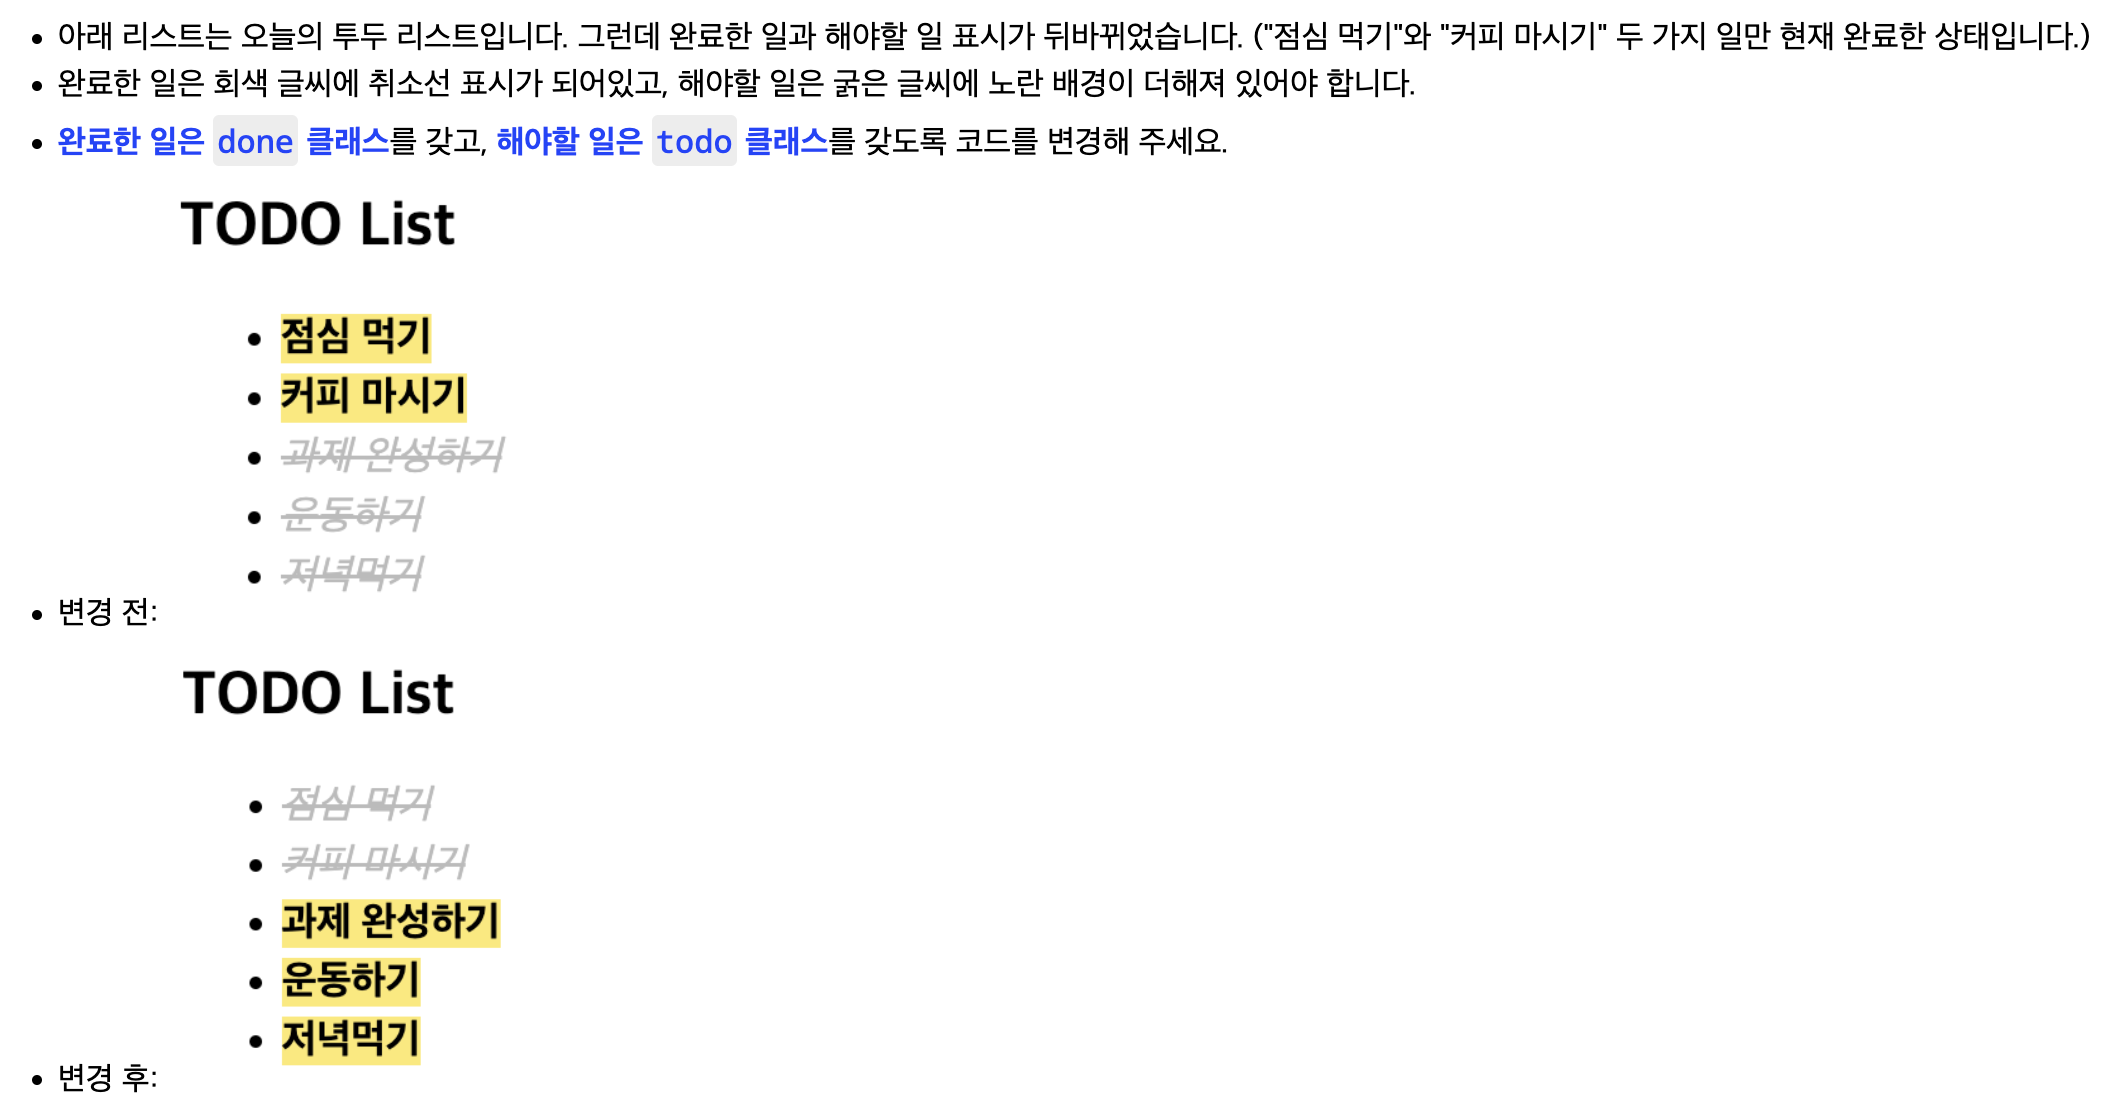 아래 리스트는 오늘의 투두 리스트입니다. 그런데 완료한 일과 해야할 일 표시가 뒤바뀌었습니다. ("점심 먹기"와 "커피 마시기" 두 가지 일만 현재 완료한 상태입니다.)
완료한 일은 회색 글씨에 취소선 표시가 되어있고, 해야할 일은 굵은 글씨에 노란 배경이 더해져 있어야 합니다.
완료한 일은 done 클래스를 갖고, 해야할 일은 todo 클래스를 갖도록 코드를 변경해 주세요.
TODO List
점심 먹기
커피 마시기
과제 완성하기
운동하기
저녁먹기
변경 전:
TODO List
점심 먹기
커피 마시기
과제 완성하기
운동하기
저녁먹기
변경 후: